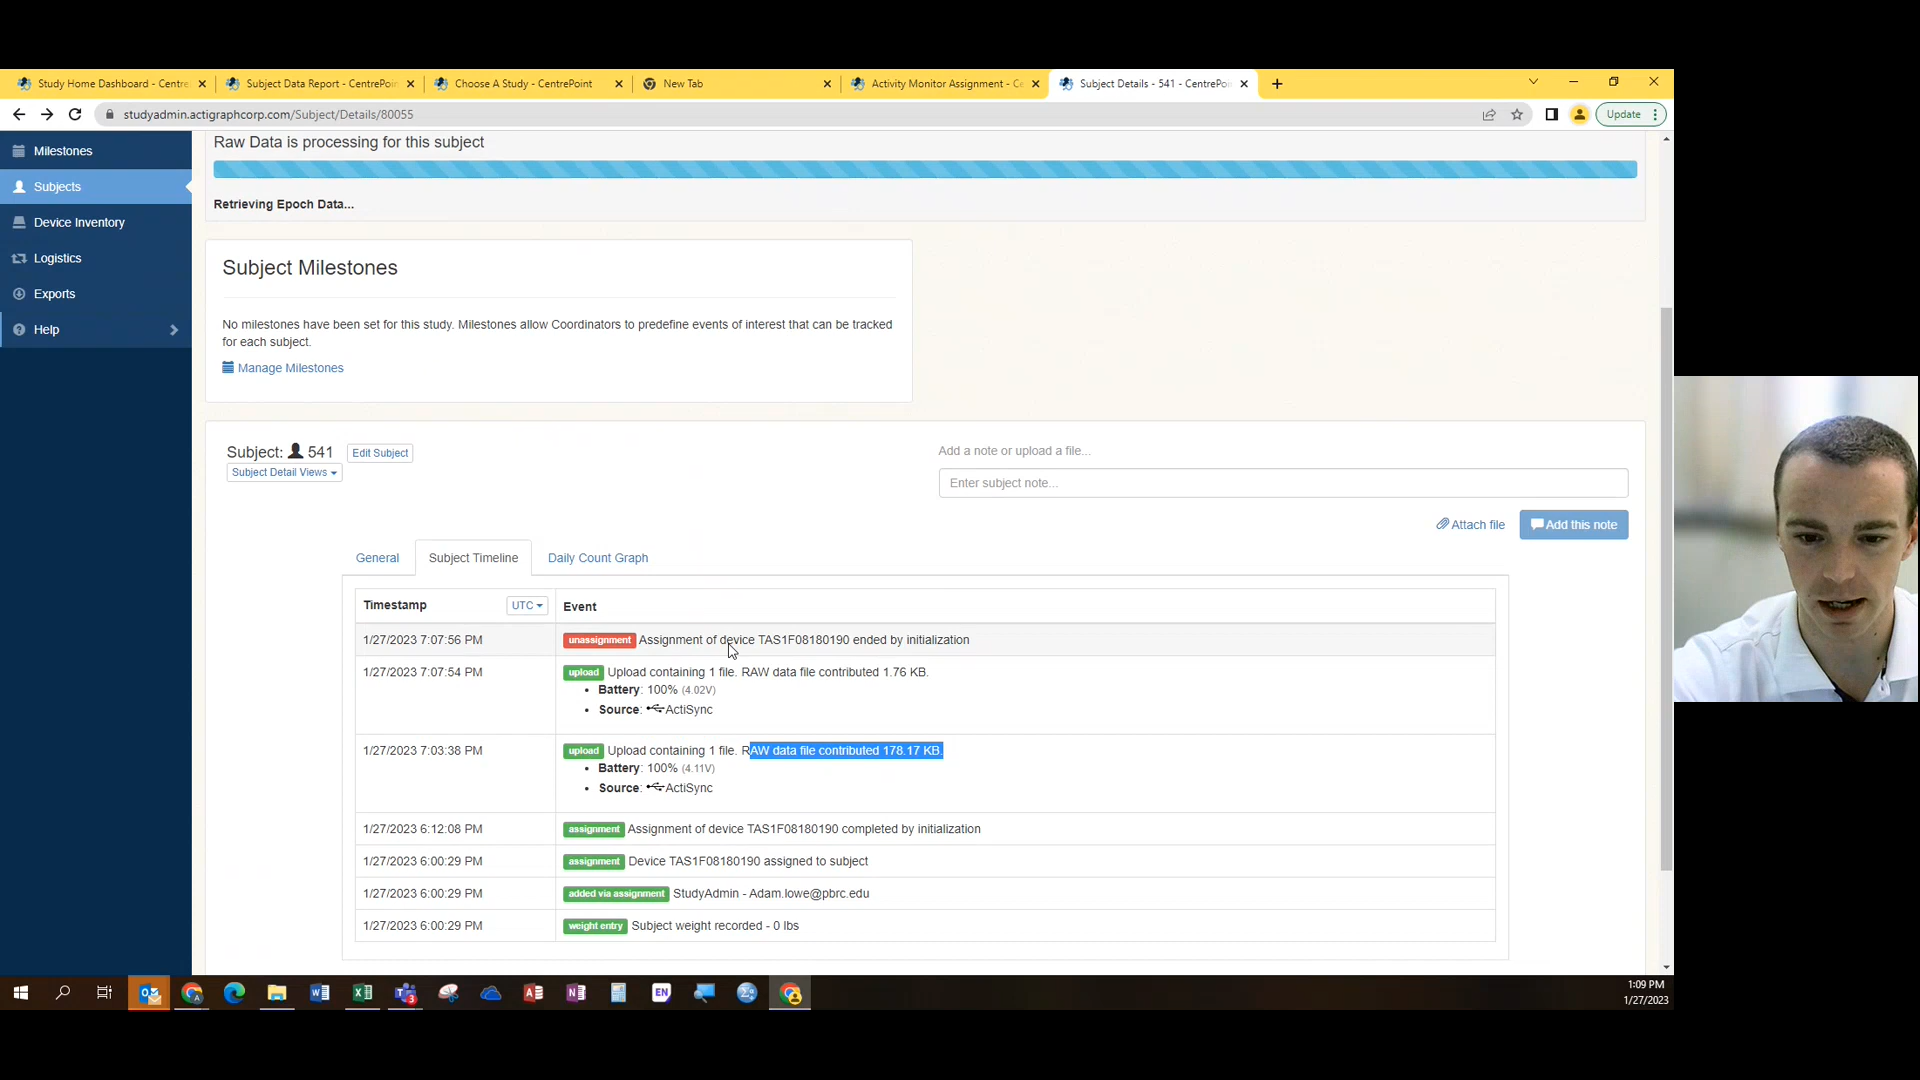 Study Home Dashboard - Centre
Subject Data Report - CentrePoin
Choose A Study - CentrePoint
New Tab
Activity Monitor Assignment - Ce
Subject Details - 541 - CentrePoi
studyadmin.actigraphcorp.com/Subject/Details/80055
Update
Milestones
Subjects
Device Inventory
Logistics
Exports
Help
Raw Data is processing for this subject
Retrieving Epoch Data...
Subject Milestones
No milestones have been set for this study. Milestones allow Coordinators to predefine events of interest that can be tracked
for each subject.
Manage Milestones
Subject: 541 Edit Subject
Subject Detail Views
Add a note or upload a file...
Enter subject note...
Attach file Add this note
General Subject Timeline Daily Count Graph
Timestamp UTC Event
1/27/2023 7:07:56 PM unassignment Assignment of device TAS1F08180190 ended by initialization
1/27/2023 7:07:54 PM upload Upload containing 1 file. RAW data file contributed 1.76 KB.
• Battery: 100% (4.02V)
• Source: ActiSync
1/27/2023 7:03:38 PM upload Upload containing 1 file. RAW data file contributed 178.17 KB.
• Battery: 100% (4.11V)
• Source: ActiSync
1/27/2023 6:12:08 PM assignment Assignment of device TAS1F08180190 completed by initialization
1/27/2023 6:00:29 PM assignment Device TAS1F08180190 assigned to subject
1/27/2023 6:00:29 PM added via assignment StudyAdmin - Adam.lowe@pbrc.edu
1/27/2023 6:00:29 PM weight entry Subject weight recorded - 0 lbs
EN
1:09 PM
1/27/2023